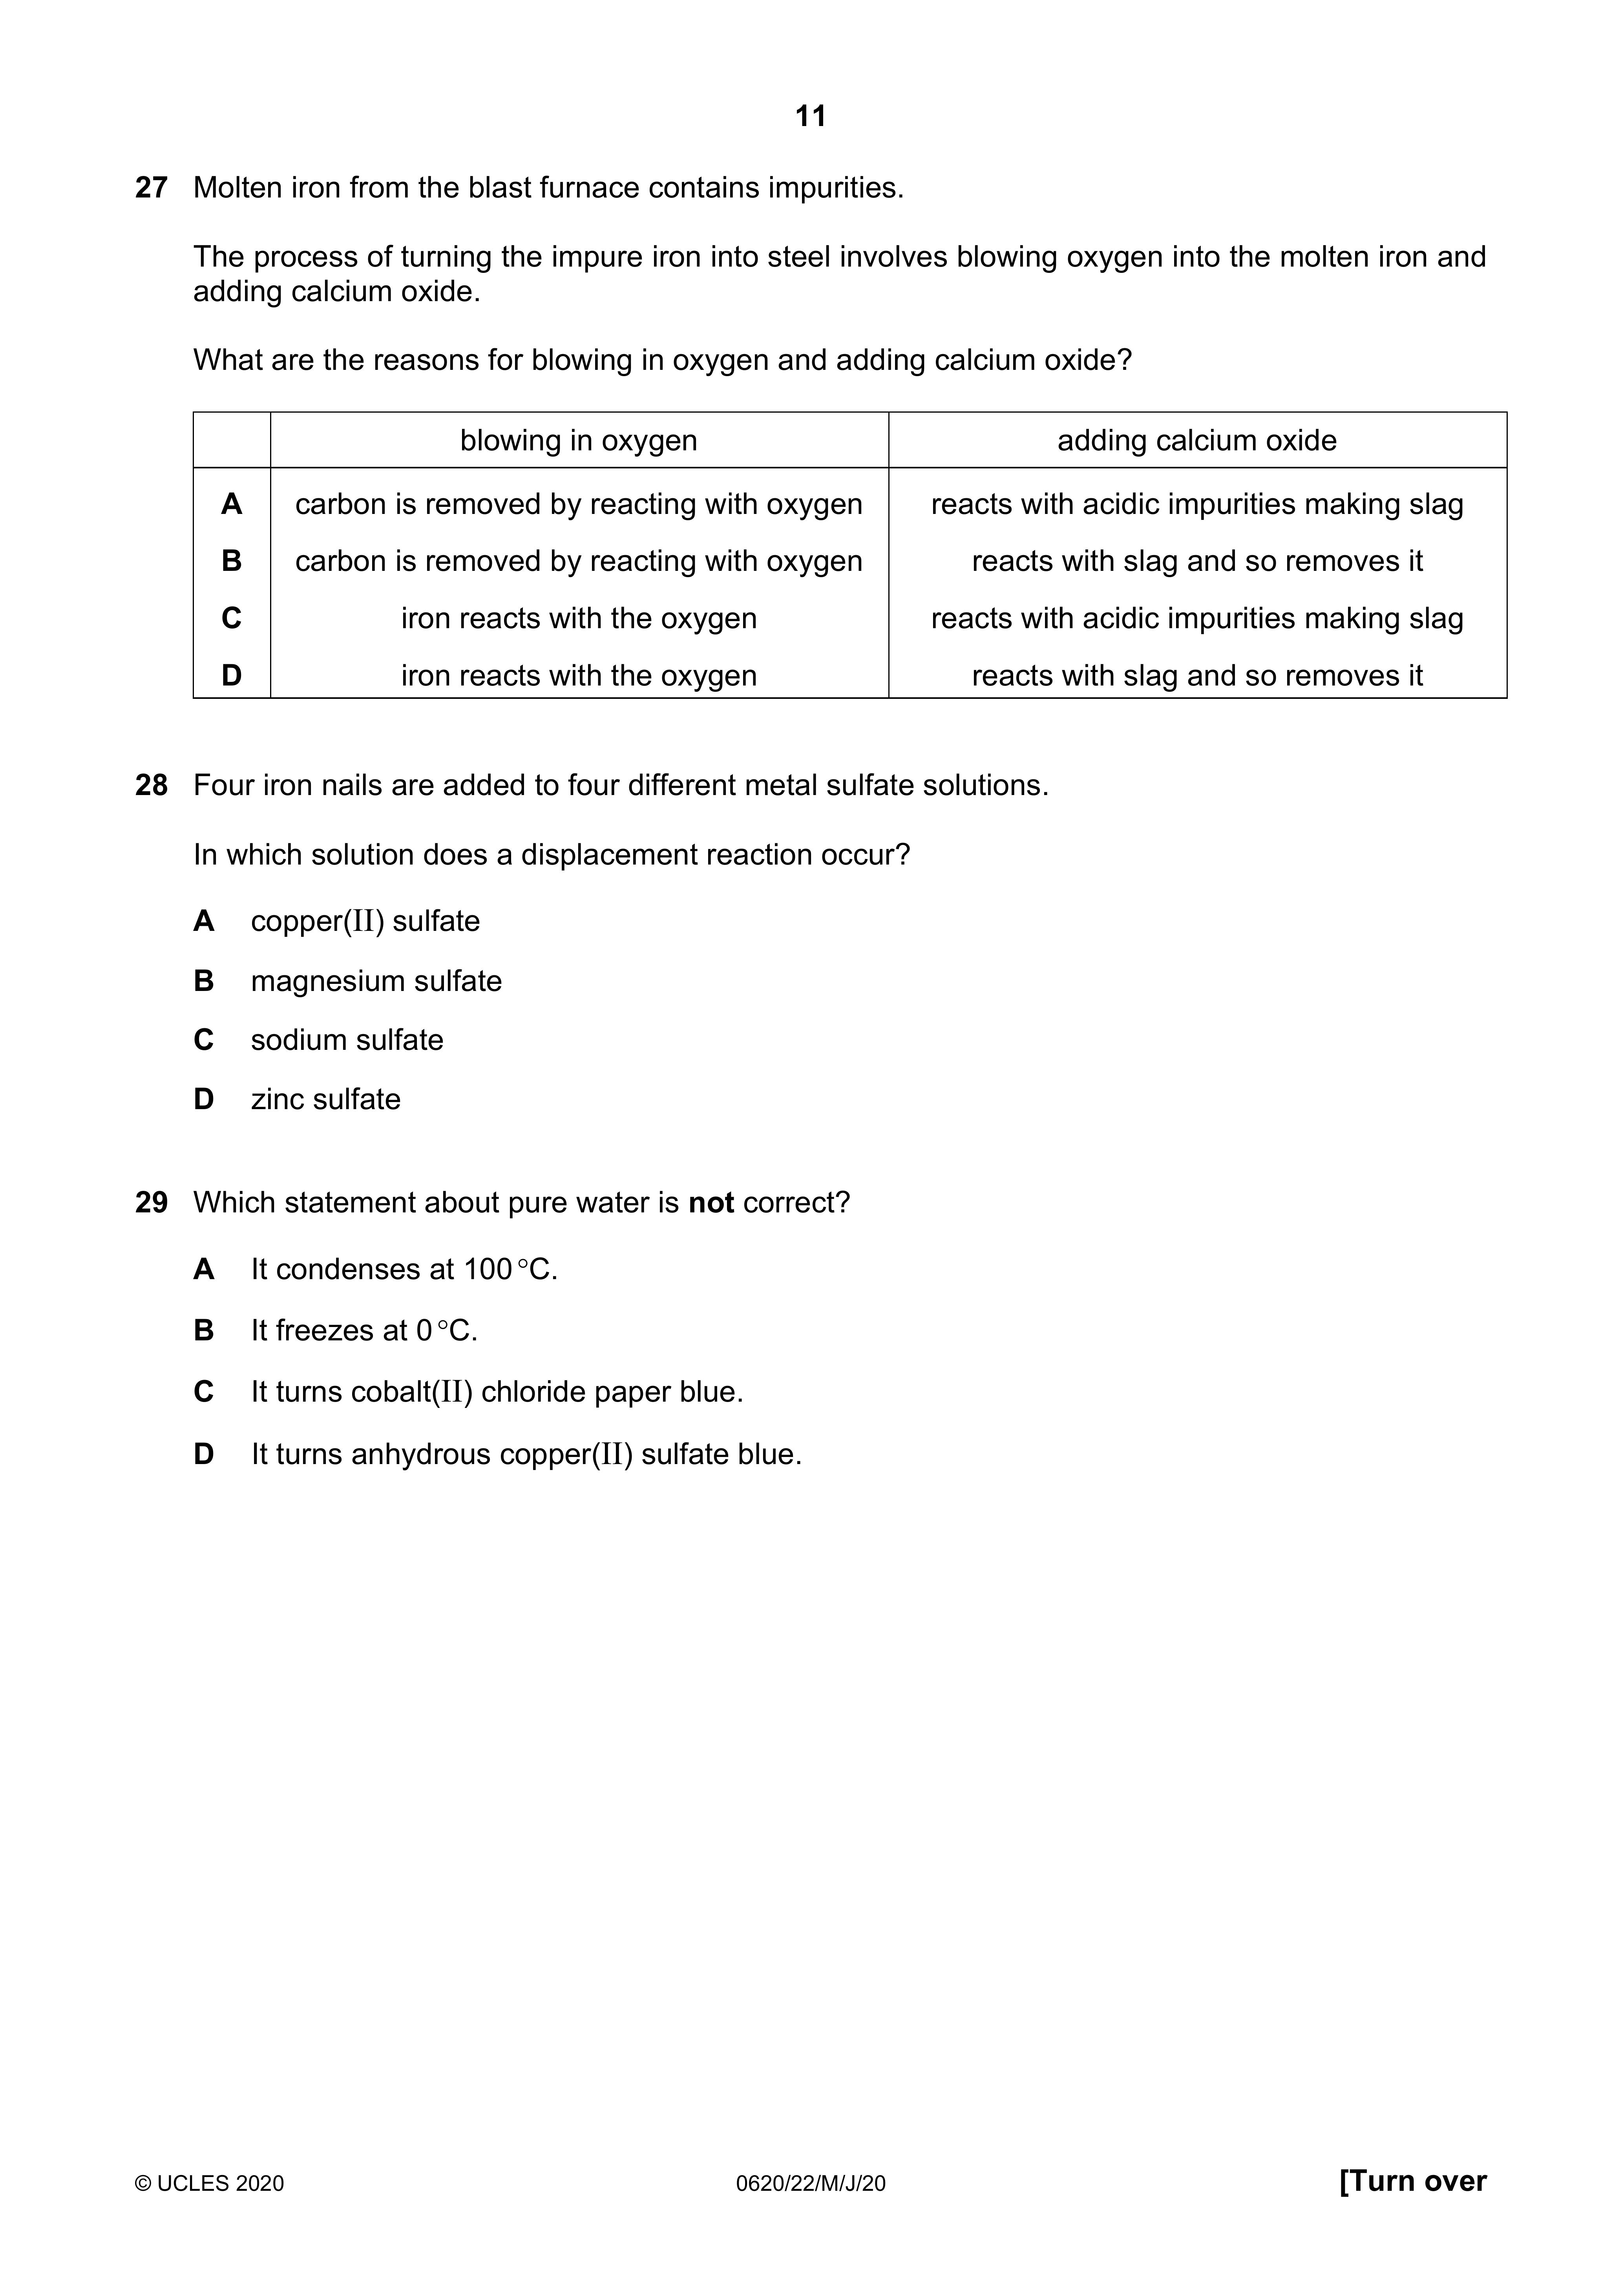 11
27 Molten iron from the blast furnace contains impurities.
The process of turning the impure iron into steel involves blowing oxygen into the molten iron and
adding calcium oxide.
What are the reasons for blowing in oxygen and adding calcium oxide?
blowing in oxygen adding calcium oxide
A carbon is removed by reacting with oxygen reacts with acidic impurities making slag
B carbon is removed by reacting with oxygen reacts with slag and so removes it
C iron reacts with the oxygen reacts with acidic impurities making slag
D iron reacts with the oxygen reacts with slag and so removes it
28 Four iron nails are added to four different metal sulfate solutions.
In which solution does a displacement reaction occur?
A copper(II) sulfate
B magnesium sulfate
C sodium sulfate
D zinc sulfate
29 Which statement about pure water is not correct?
A It condenses at 100 °C.
B It freezes at 0 °C.
C It turns cobalt(II) chloride paper blue.
D It turns anhydrous copper(II) sulfate blue.
© UCLES 2020 0620/22/M/J/20 [Turn over